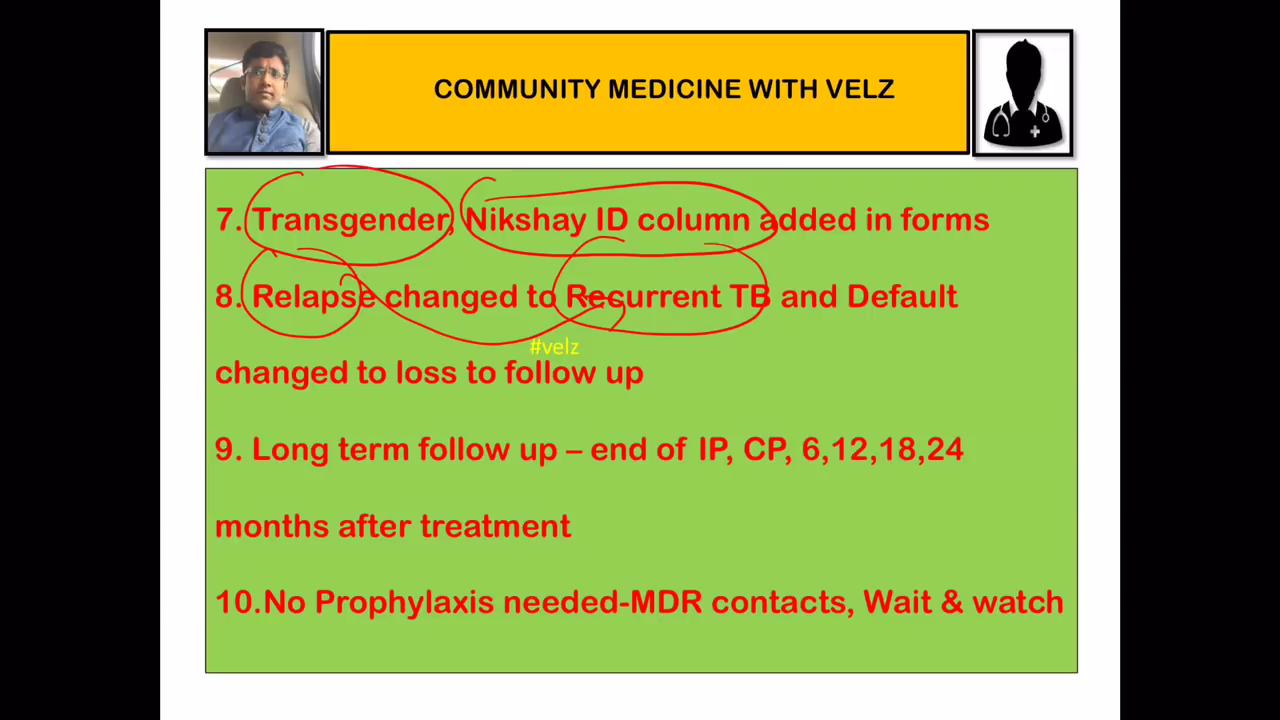 COMMUNITY MEDICINE WITH VELZ
7. Transgender, Nikshay ID column added in forms
8. Relapse changed to Recurrent TB and Default
#velz
changed to loss to follow up
9. Long term follow up – end of IP, CP, 6,12,18,24
months after treatment
10.No Prophylaxis needed-MDR contacts, Wait & watch